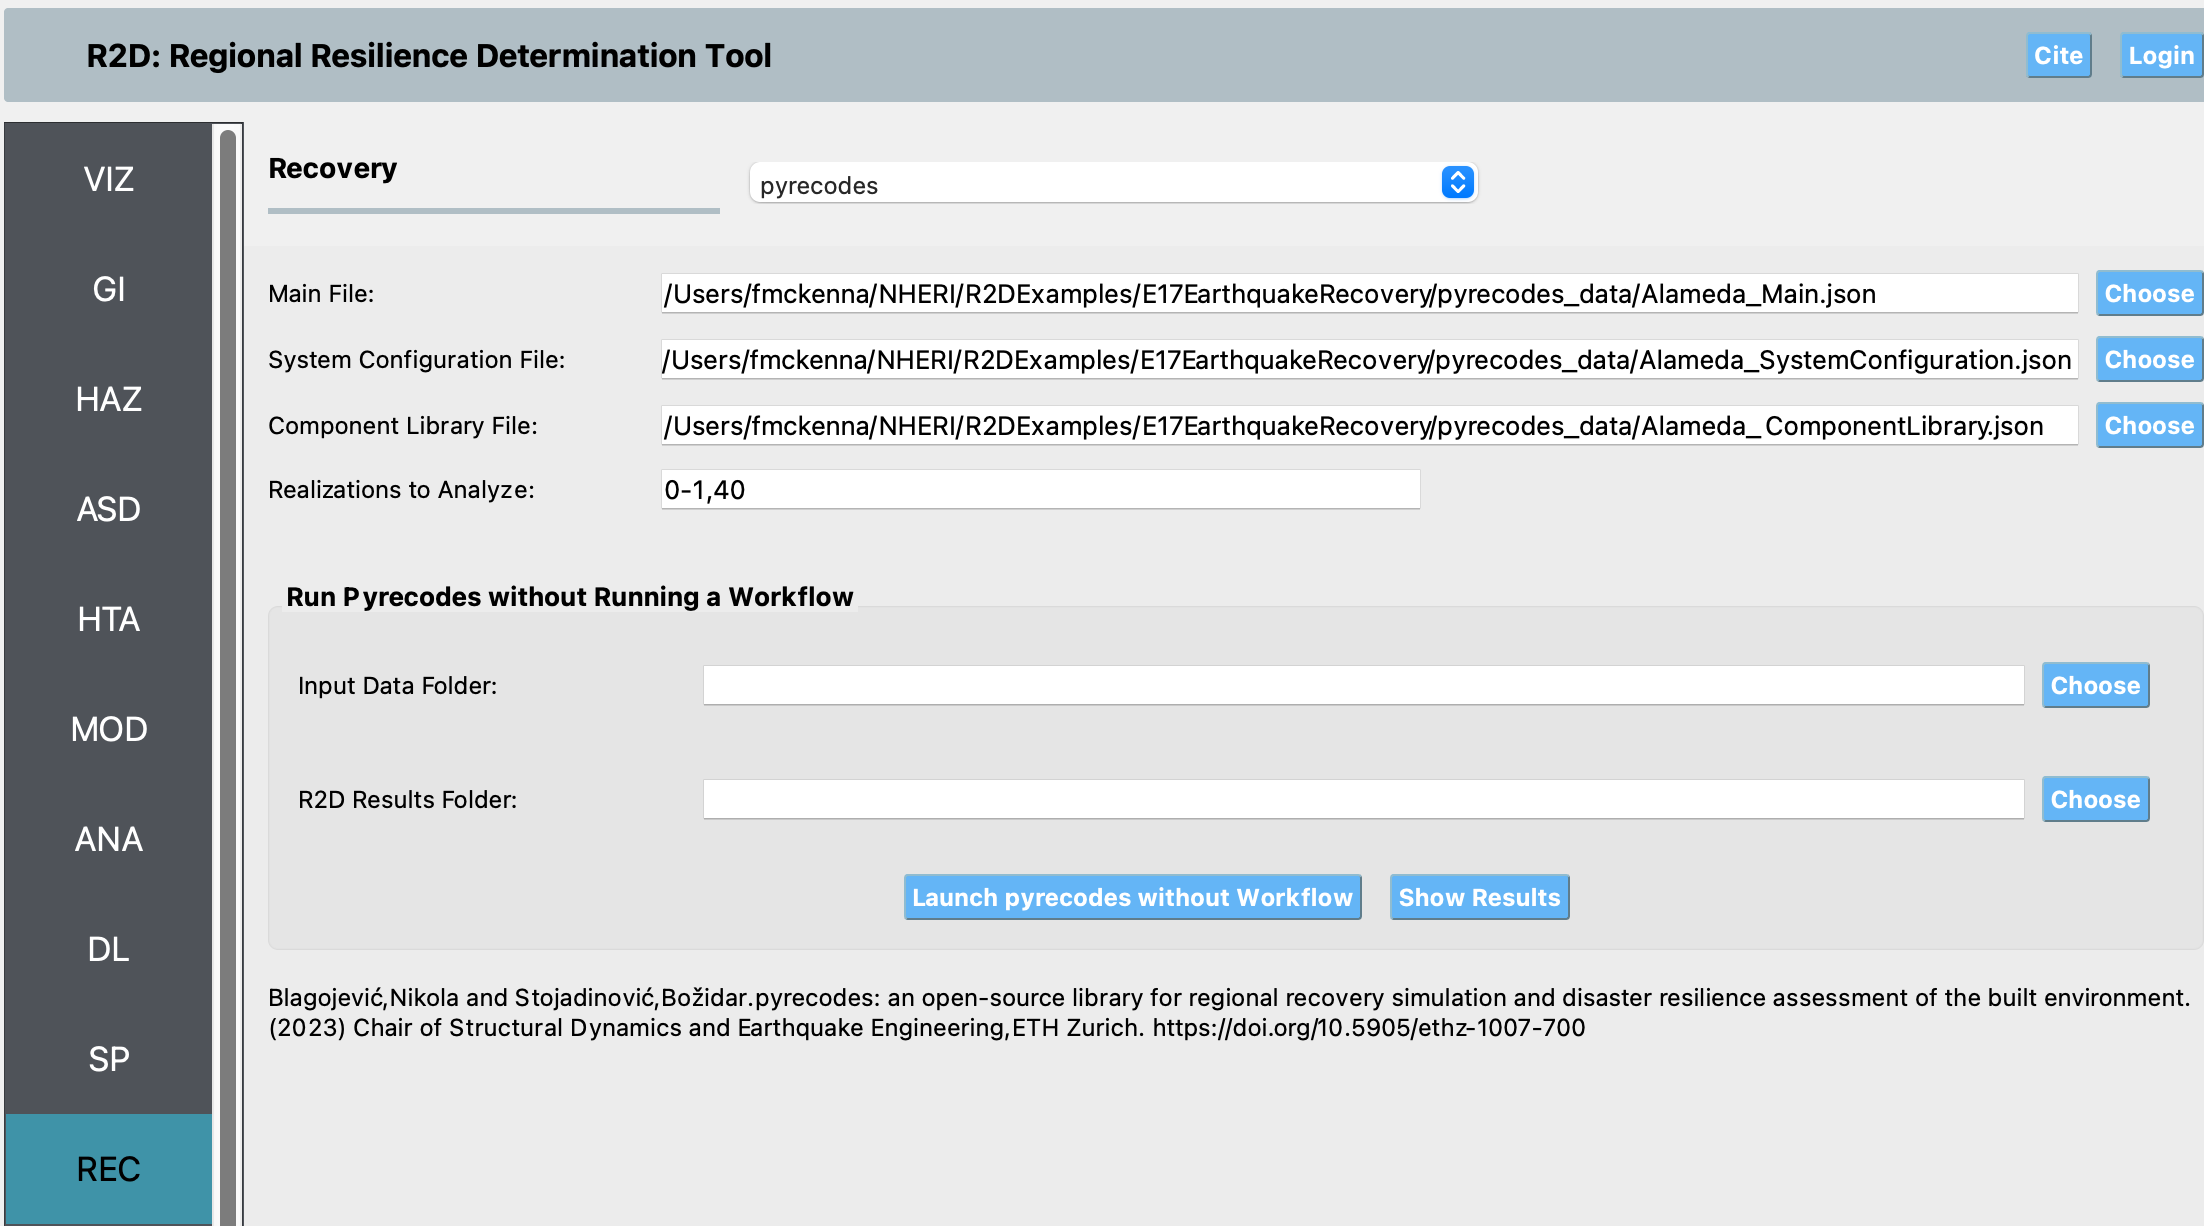 R2D: Regional Resilience Determination Tool
Cite
Login
VIZ
GI
HAZ
ASD
HTA
MOD
ANA
DL
SP
REC
Recovery
pyrecodes
Main File:
/Users/fmckenna/NHERI/R2DExamples/E17EarthquakeRecovery/pyrecodes_data/Alameda_Main.json
Choose
System Configuration File:
/Users/fmckenna/NHERI/R2DExamples/E17EarthquakeRecovery/pyrecodes_data/Alameda_SystemConfiguration.json
Choose
Component Library File:
/Users/fmckenna/NHERI/R2DExamples/E17EarthquakeRecovery/pyrecodes_data/Alameda_ComponentLibrary.json
Choose
Realizations to Analyze:
0-1,40
Run Pyrecodes without Running a Workflow
Input Data Folder:
Choose
R2D Results Folder:
Choose
Launch pyrecodes without Workflow
Show Results
Blagojević,Nikola and Stojadinović,Božidar.pyrecodes: an open-source library for regional recovery simulation and disaster resilience assessment of the built environment.
(2023) Chair of Structural Dynamics and Earthquake Engineering,ETH Zurich. https://doi.org/10.5905/ethz-1007-700